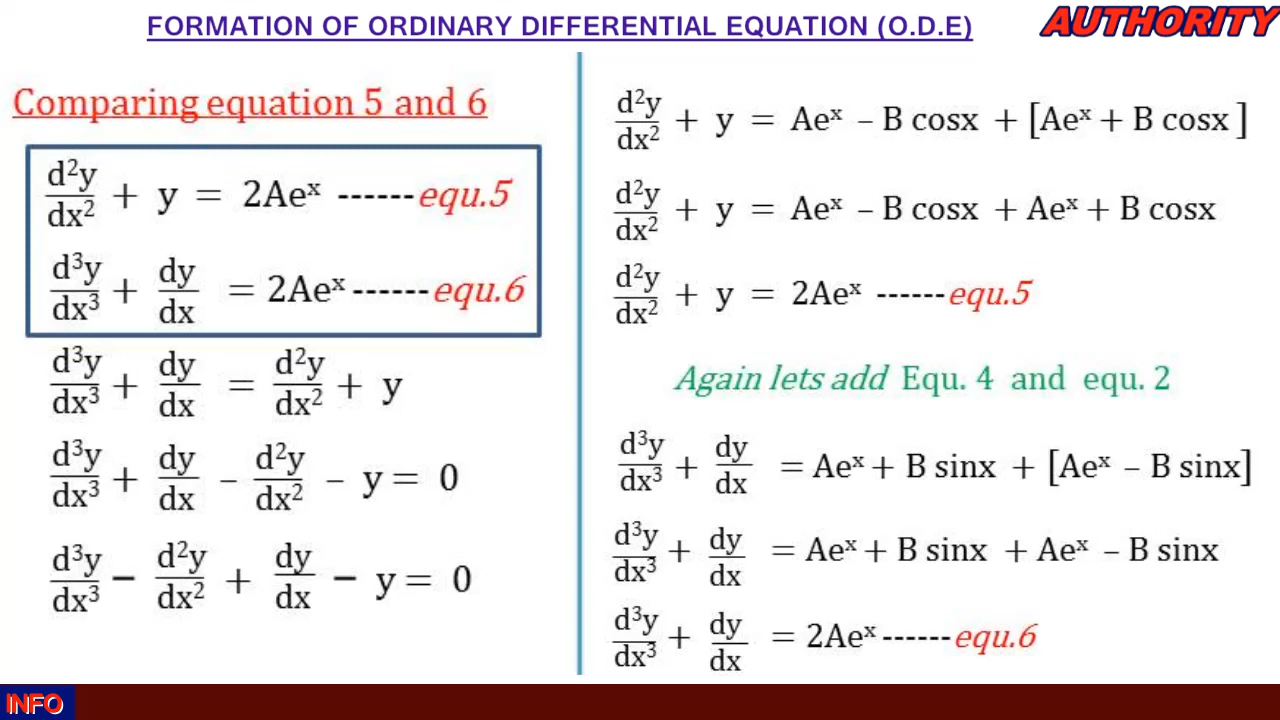 FORMATION OF ORDINARY DIFFERENTIAL EQUATION (O.D.E)
AUTHORITY
Comparing equation 5 and 6
d²y/dx² + y = 2Aeˣ ------equ.5
d³y/dx³ + dy/dx = 2Aeˣ------equ.6
d³y/dx³ + dy/dx = d²y/dx² + y
d³y/dx³ + dy/dx – d²y/dx² – y = 0
d³y/dx³ – d²y/dx² + dy/dx – y = 0
d²y/dx² + y = Aeˣ – B cosx + [Aeˣ + B cosx ]
d²y/dx² + y = Aeˣ – B cosx + Aeˣ + B cosx
d²y/dx² + y = 2Aeˣ ------equ.5
Again lets add Equ. 4 and equ. 2
d³y/dx³ + dy/dx = Aeˣ + B sinx + [Aeˣ – B sinx]
d³y/dx³ + dy/dx = Aeˣ + B sinx + Aeˣ – B sinx
d³y/dx³ + dy/dx = 2Aeˣ------equ.6
INFO